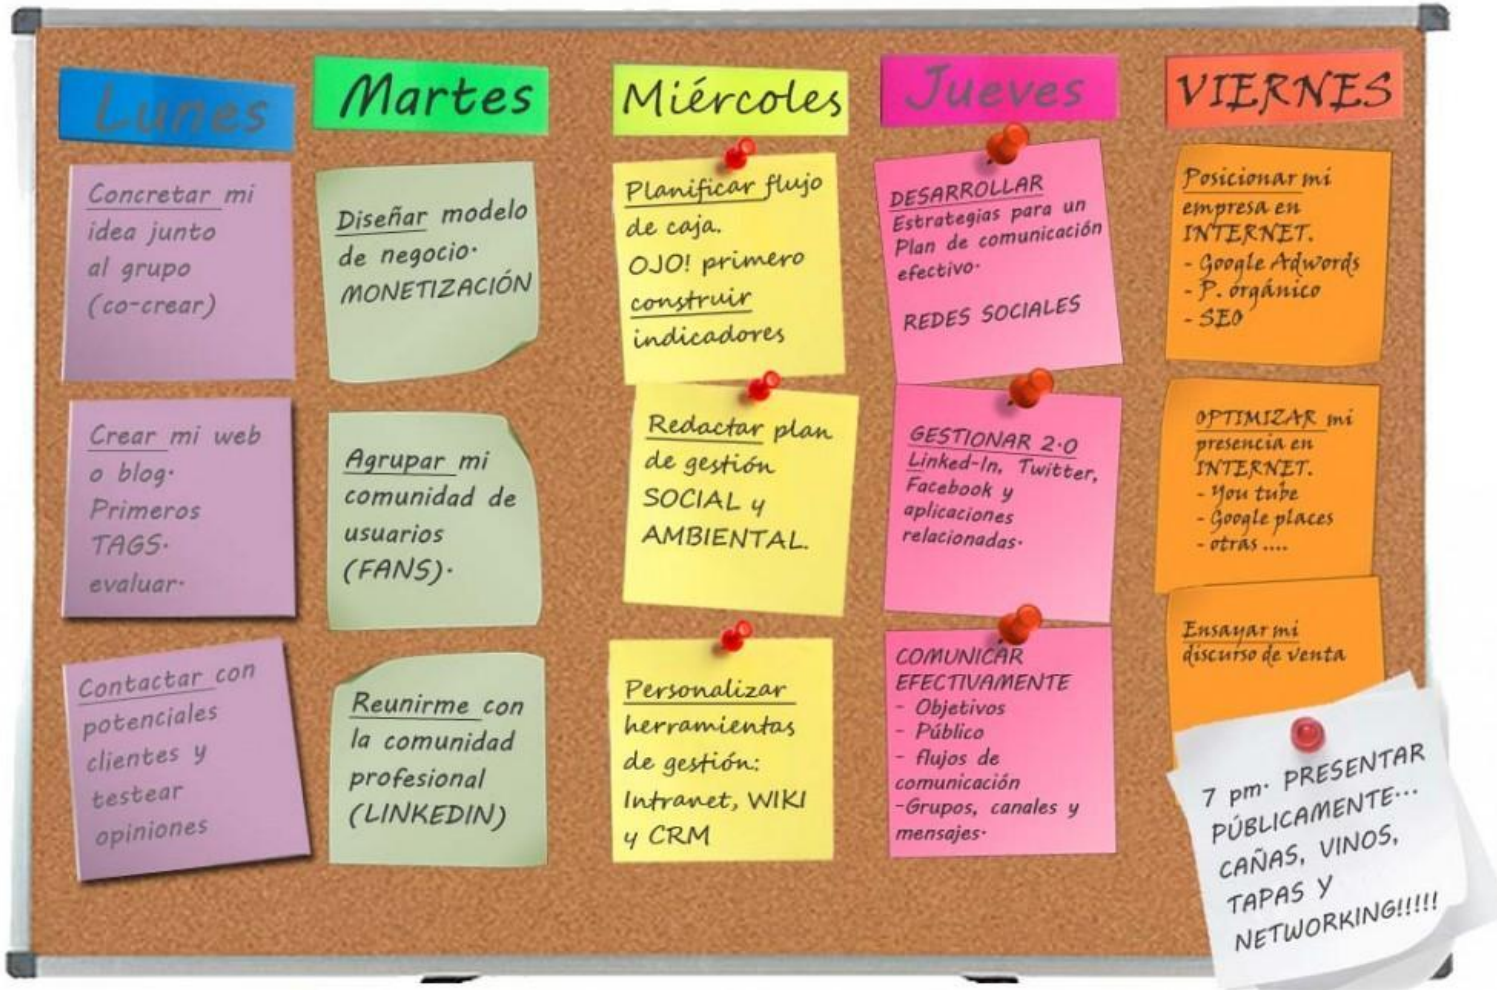 Lunes
Concretar mi
idea junto
al grupo
(co-crear)
Crear mi web
o blog.
Primeros
TAGS.
evaluar.
Contactar con
potenciales
clientes y
testear
opiniones
Martes
Diseñar modelo
de negocio.
MONETIZACIÓN
Agrupar mi
comunidad de
usuarios
(FANS).
Reunirme con
la comunidad
profesional
(LINKEDIN)
Miércoles
Planificar flujo
de caja.
OJO! primero
construir
indicadores
Redactar plan
de gestión
SOCIAL y
AMBIENTAL.
Personalizar
herramientas
de gestión:
Intranet, WIKI
y CRM
Jueves
DESARROLLAR
Estrategias para un
Plan de comunicación
efectivo.
REDES SOCIALES
GESTIONAR 2.0
Linked-In, Twitter,
Facebook y
aplicaciones
relacionadas.
COMUNICAR
EFECTIVAMENTE
- Objetivos
- Público
- flujos de
comunicación
-Grupos, canales y
mensajes.
VIERNES
Posicionar mi
empresa en
INTERNET.
- Google Adwords
- P. orgánico
- SEO
OPTIMIZAR mi
presencia en
INTERNET.
- You tube
- Google places
- otras ....
Ensayar mi
discurso de venta
7 pm. PRESENTAR
PÚBLICAMENTE...
CAÑAS, VINOS,
TAPAS Y
NETWORKING!!!!!